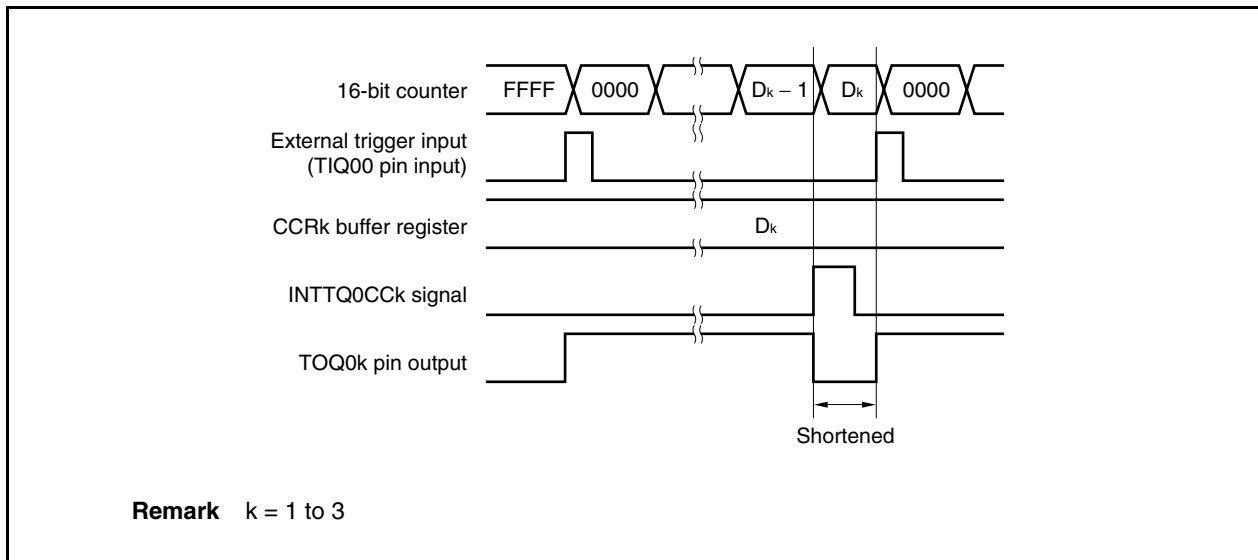 16-bit counter FFFF 0000 Dk − 1 Dk 0000
External trigger input
(TIQ00 pin input)
CCRk buffer register Dk
INTTQ0CCk signal
TOQ0k pin output
Shortened
Remark k = 1 to 3